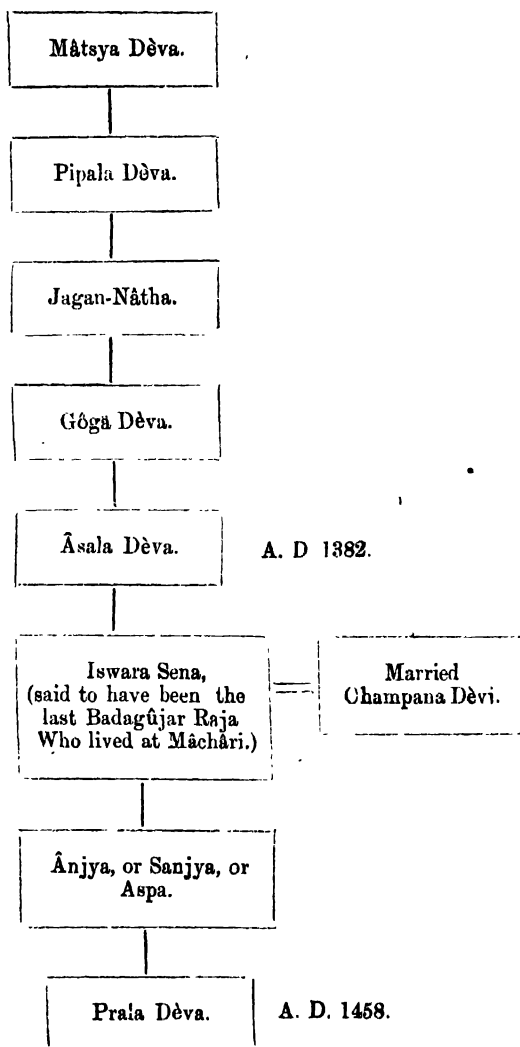 Mâtsya Dèva.
Pipala Dèva.
Jagan-Nâtha.
Gôga Dèva.
Âsala Dèva. A. D 1382.
Iswara Sena,
(said to have been the
last Badagûjar Raja
Who lived at Mâchâri.)
Married
Champana Dèvi.
Ânjya, or Sanjya, or
Aspa.
Prala Dèva. A. D. 1458.